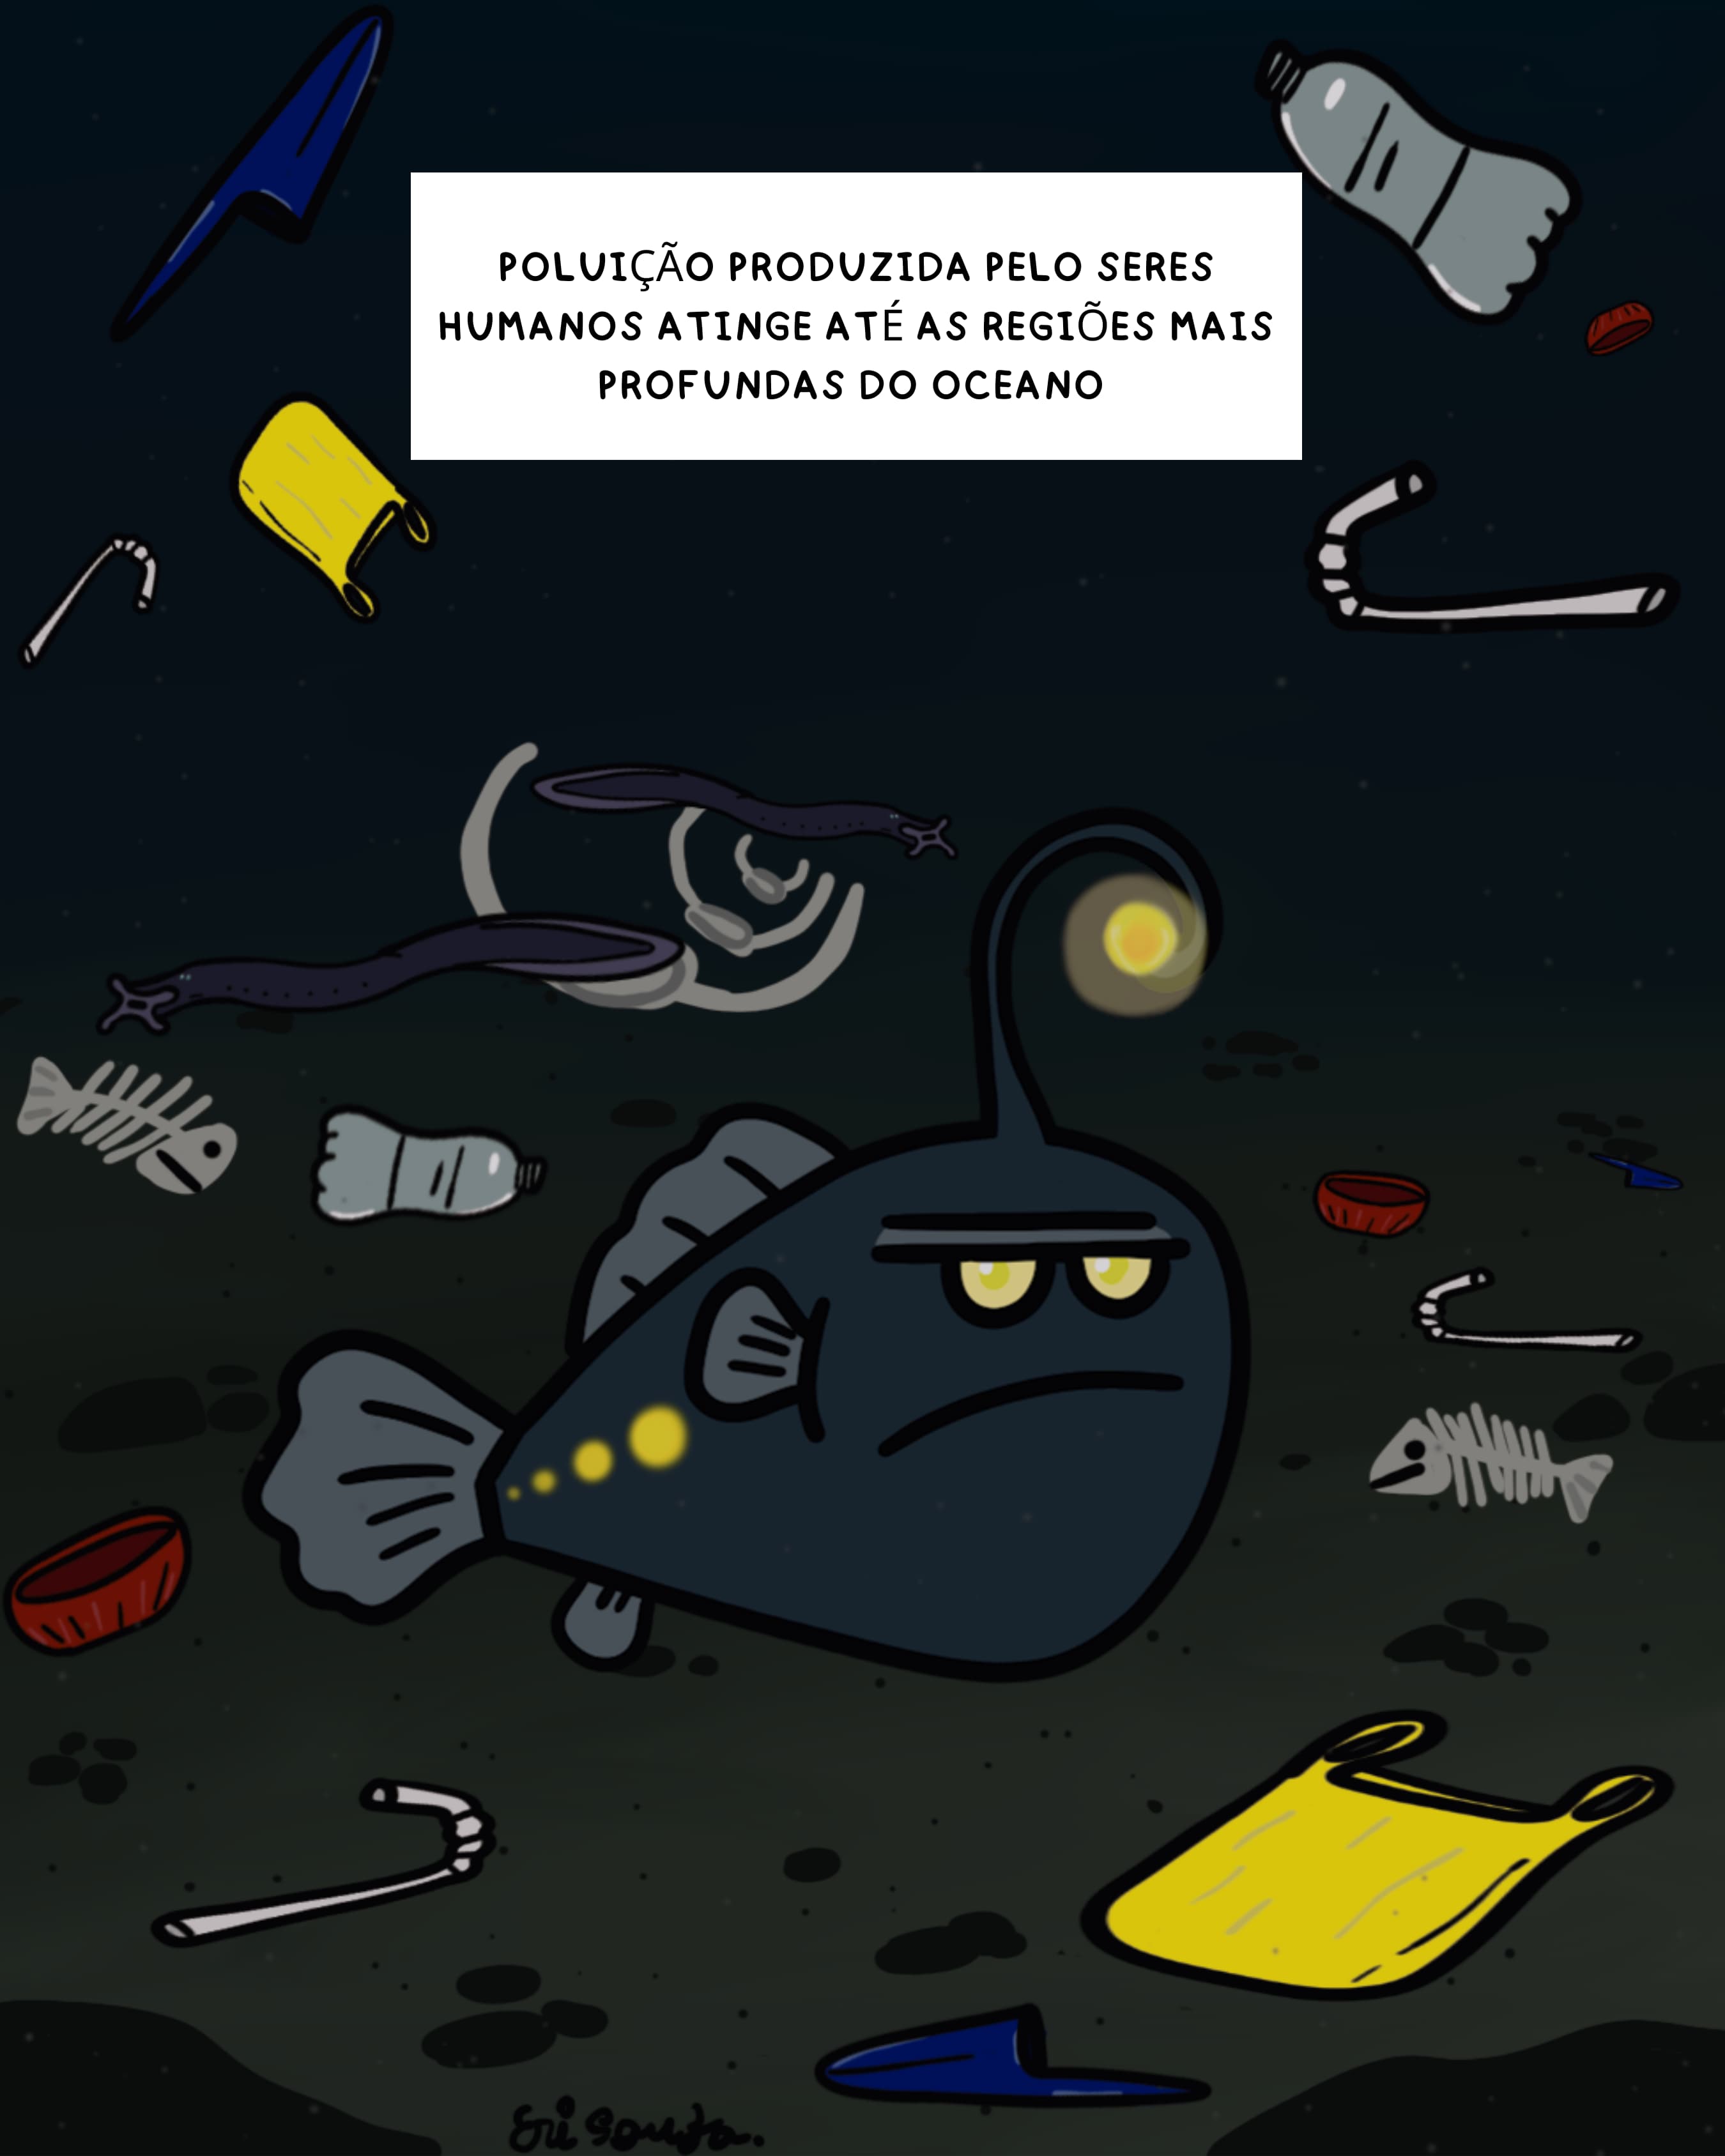 POLUIÇÃO PRODUZIDA PELO SERES
HUMANOS ATINGE ATÉ AS REGIÕES MAIS
PROFUNDAS DO OCEANO